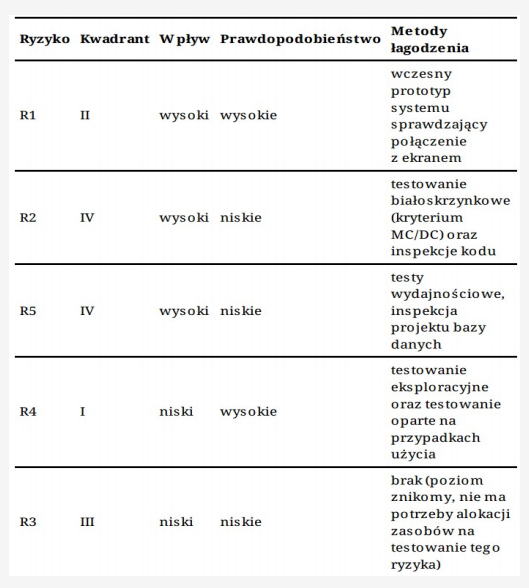 Ryzyko Kwadrant Wpływ Prawdopodobieństwo Metody łagodzenia
R1 II wysoki wysokie wczesny
prototyp
systemu
sprawdzający
połączenie
z ekranem
R2 IV wysoki niskie testowanie
białoskrzynkowe
(kryterium
MC/DC) oraz
inspekcje kodu
R5 IV wysoki niskie testy
wydajnościowe,
inspekcja
projektu bazy
danych
R4 I niski wysokie testowanie
eksploracyjne
oraz testowanie
oparte na
przypadkach
użycia
R3 III niski niskie brak (poziom
znikomy, nie ma
potrzeby alokacji
zasobów na
testowanie tego
ryzyka)